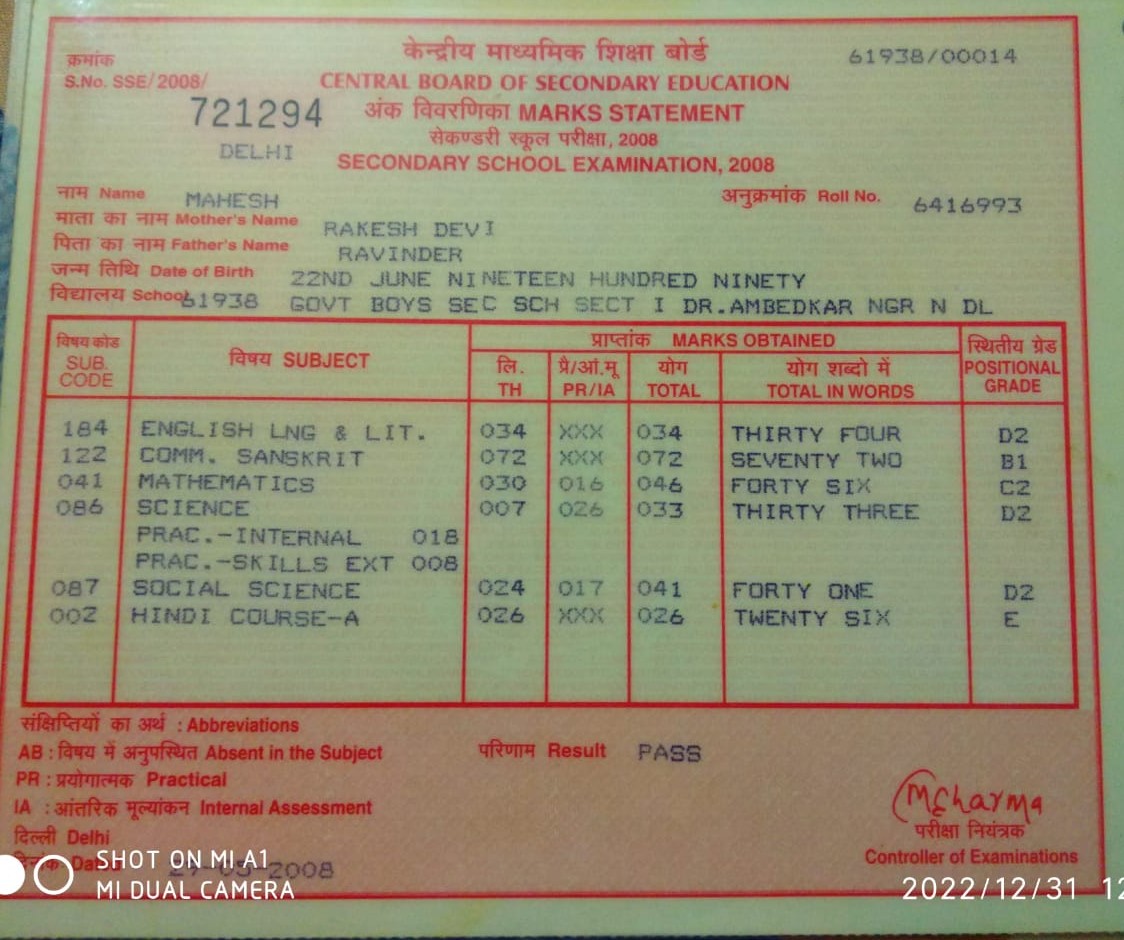 केन्द्रीय माध्यमिक शिक्षा बोर्ड 61938/00014
क्रमांक
S.No. SSE/2008/ CENTRAL BOARD OF SECONDARY EDUCATION
721294 अंक विवरणिका MARKS STATEMENT
सेकण्डरी स्कूल परीक्षा, 2008
DELHI
SECONDARY SCHOOL EXAMINATION, 2008
नाम Name MAHESH अनुक्रमांक Roll No. 6416993
माता का नाम Mother's Name RAKESH DEVI
पिता का नाम Father's Name RAVINDER
जन्म तिथि Date of Birth 22ND JUNE NINETEEN HUNDRED NINETY
विद्यालय School 61938 GOVT BOYS SEC SCH SECT I DR.AMBEDKAR NGR N DL
विषय कोड SUB. CODE विषय SUBJECT प्राप्तांक MARKS OBTAINED स्थितीय ग्रेड POSITIONAL GRADE
लि. TH प्रै/आं.मू PR/IA योग TOTAL योग शब्दो में TOTAL IN WORDS
184 ENGLISH LNG & LIT. 034 XXX 034 THIRTY FOUR D2
122 COMM. SANSKRIT 072 XXX 072 SEVENTY TWO B1
041 MATHEMATICS 030 016 046 FORTY SIX C2
086 SCIENCE 007 026 033 THIRTY THREE D2
PRAC.-INTERNAL 018
PRAC.-SKILLS EXT 008
087 SOCIAL SCIENCE 024 017 041 FORTY ONE D2
002 HINDI COURSE-A 026 XXX 026 TWENTY SIX E
संक्षिप्तियों का अर्थ : Abbreviations
AB : विषय में अनुपस्थित Absent in the Subject परिणाम Result PASS
PR : प्रयोगात्मक Practical
IA : आंतरिक मूल्यांकन Internal Assessment
दिल्ली Delhi
परीक्षा नियंत्रक
Controller of Examinations
दिनांक Dated 29-05-2008
SHOT ON MI A1
MI DUAL CAMERA
2022/12/31 12